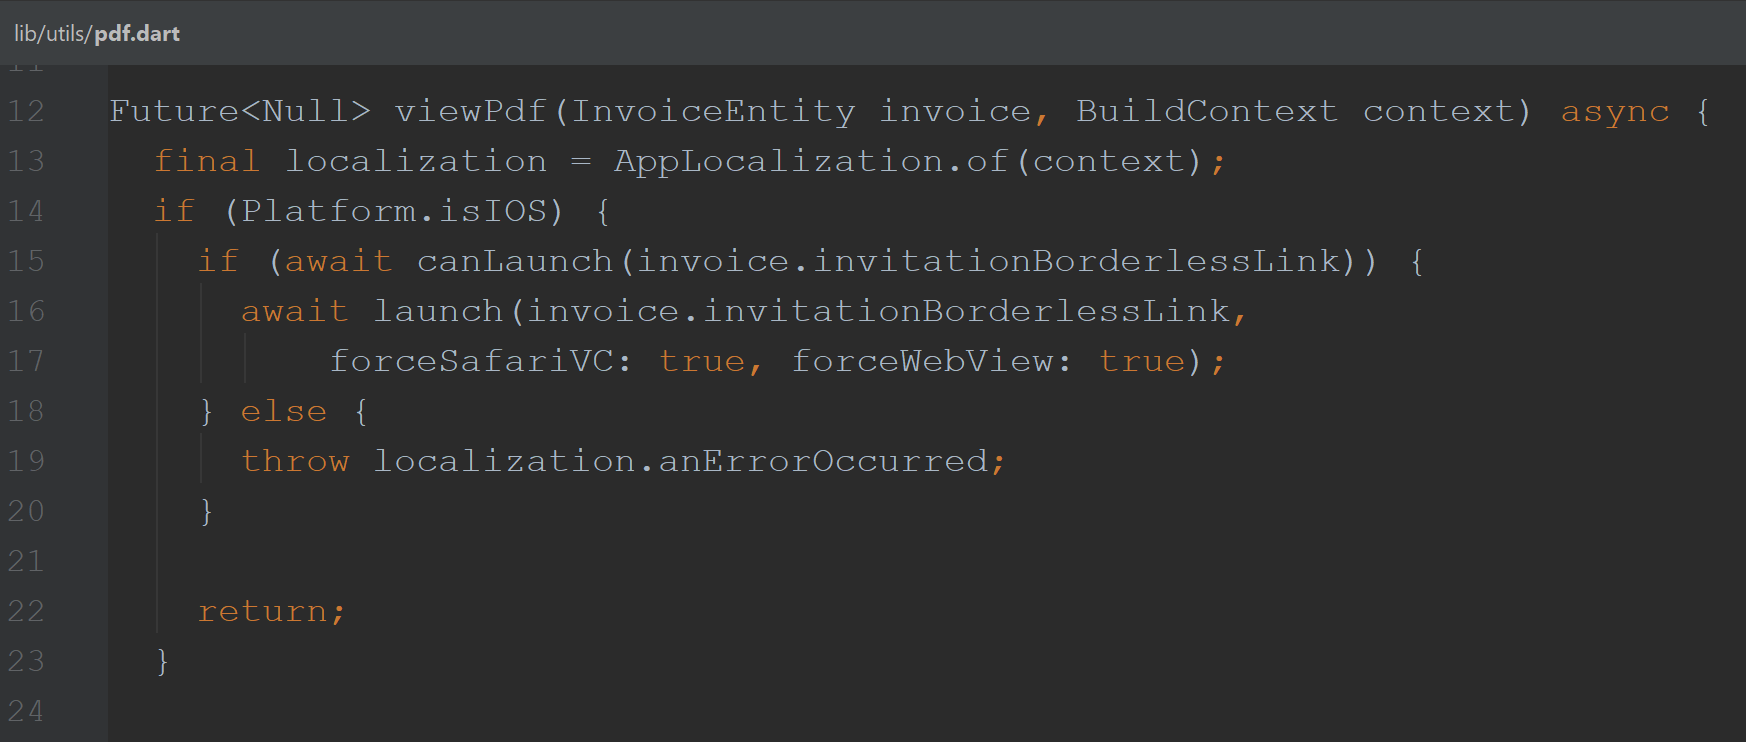 lib/utils/pdf.dart
11
12 Future<Null> viewPdf(InvoiceEntity invoice, BuildContext context) async {
13 final localization = AppLocalization.of(context);
14 if (Platform.isIOS) {
15 if (await canLaunch(invoice.invitationBorderlessLink)) {
16 await launch(invoice.invitationBorderlessLink,
17 forceSafariVC: true, forceWebView: true);
18 } else {
19 throw localization.anErrorOccurred;
20 }
21
22 return;
23 }
24